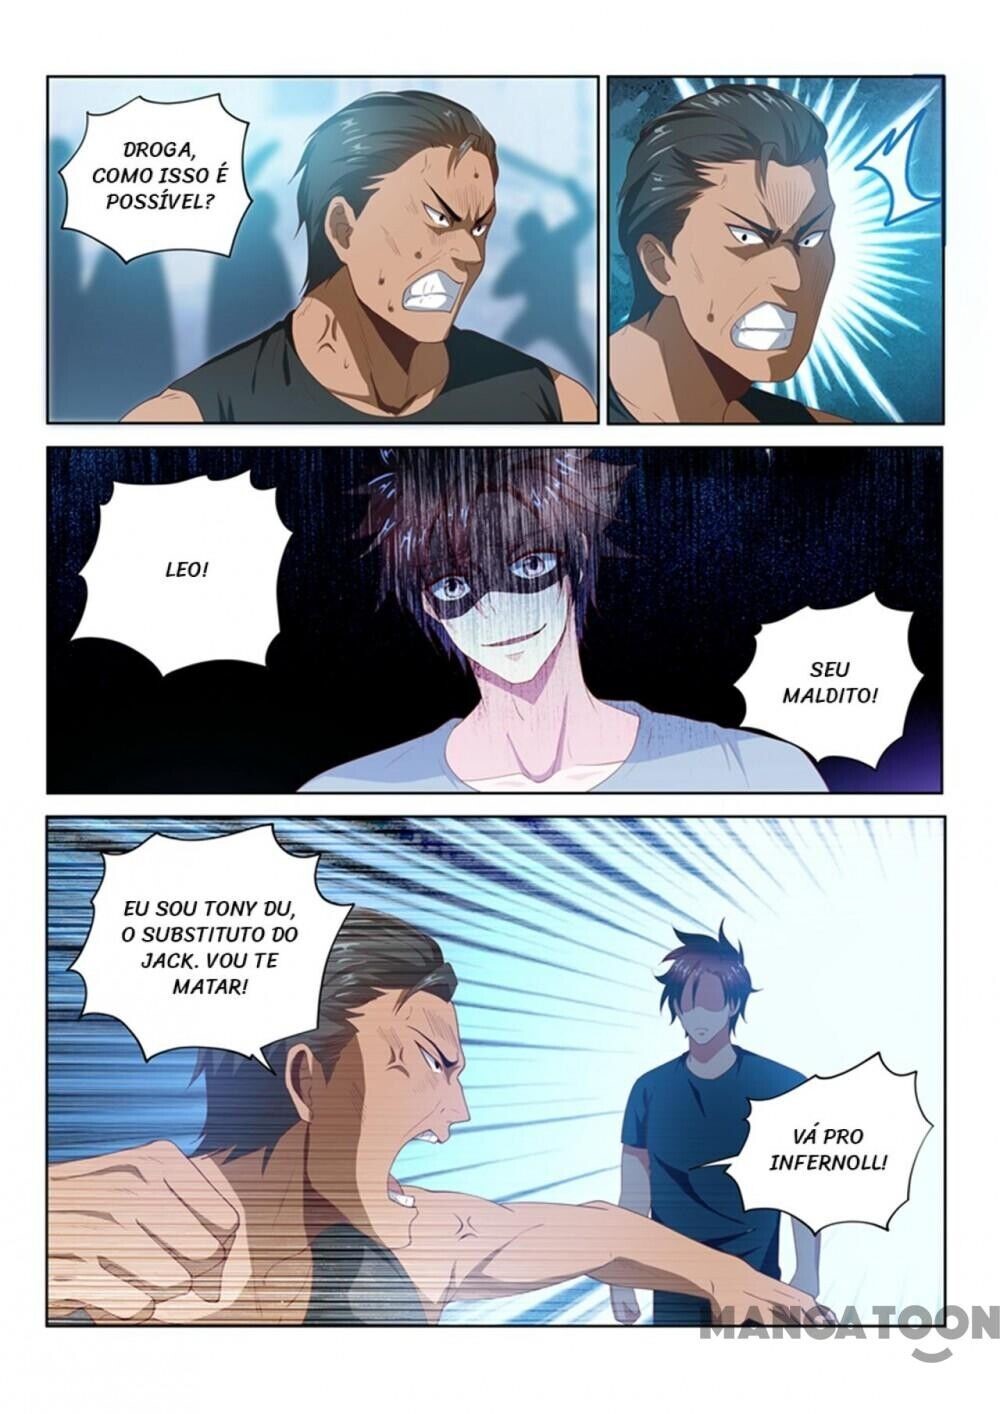 DROGA,
COMO ISSO É
POSSÍVEL?
LEO!
SEU
MALDITO!
EU SOU TONY DU,
O SUBSTITUTO DO
JACK. VOU TE
MATAR!
VÁ PRO
INFERNOLL!
MANGATOON